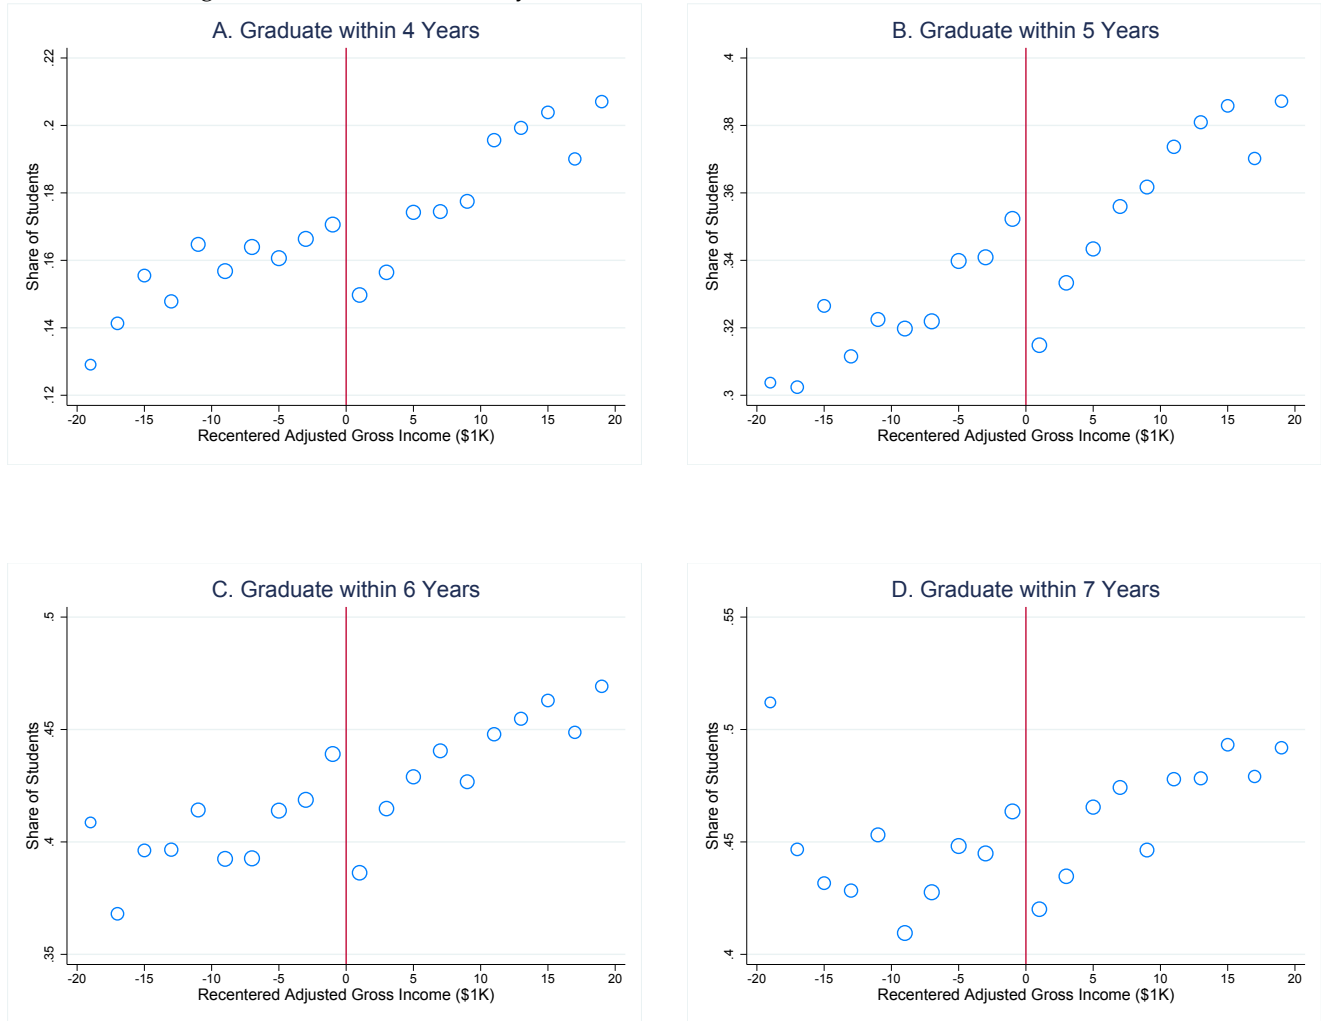 A. Graduate within 4 Years
Share of Students
.22
.2
.18
.16
.14
.12
-20 -15 -10 -5 0 5 10 15 20
Recentered Adjusted Gross Income ($1K)
B. Graduate within 5 Years
Share of Students
.4
.38
.36
.34
.32
.3
-20 -15 -10 -5 0 5 10 15 20
Recentered Adjusted Gross Income ($1K)
C. Graduate within 6 Years
Share of Students
.5
.45
.4
.35
-20 -15 -10 -5 0 5 10 15 20
Recentered Adjusted Gross Income ($1K)
D. Graduate within 7 Years
Share of Students
.55
.5
.45
.4
-20 -15 -10 -5 0 5 10 15 20
Recentered Adjusted Gross Income ($1K)